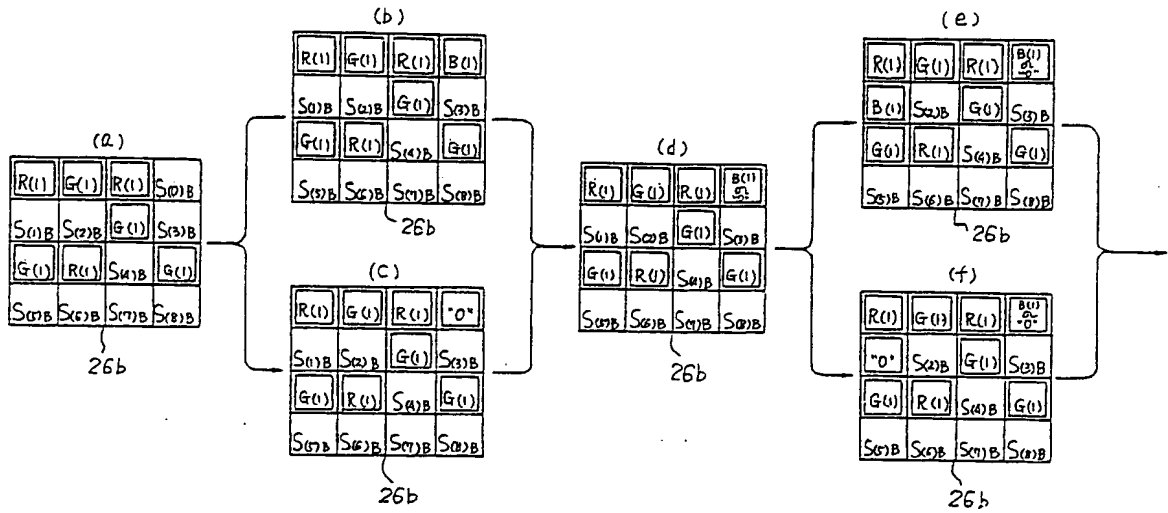 (a)
R(1) G(1) R(1) S(0)B
S(1)B S(2)B G(1) S(3)B
G(1) R(1) S(4)B G(1)
S(5)B S(6)B S(7)B S(8)B
26b
(b)
R(1) G(1) R(1) B(1)
S(1)B S(2)B G(1) S(3)B
G(1) R(1) S(4)B G(1)
S(5)B S(6)B S(7)B S(8)B
26b
(c)
R(1) G(1) R(1) "0"
S(1)B S(2)B G(1) S(3)B
G(1) R(1) S(4)B G(1)
S(5)B S(6)B S(7)B S(8)B
26b
(d)
R(1) G(1) R(1) B(1)
S(1)B S(2)B G(1) S(3)B
G(1) R(1) S(4)B G(1)
S(5)B S(6)B S(7)B S(8)B
26b
(e)
R(1) G(1) R(1) B(1)
B(1) S(2)B G(1) S(3)B
G(1) R(1) S(4)B G(1)
S(5)B S(6)B S(7)B S(8)B
26b
(f)
R(1) G(1) R(1) B(1) "0"
"0" S(2)B G(1) S(3)B
G(1) R(1) S(4)B G(1)
S(5)B S(6)B S(7)B S(8)B
26b